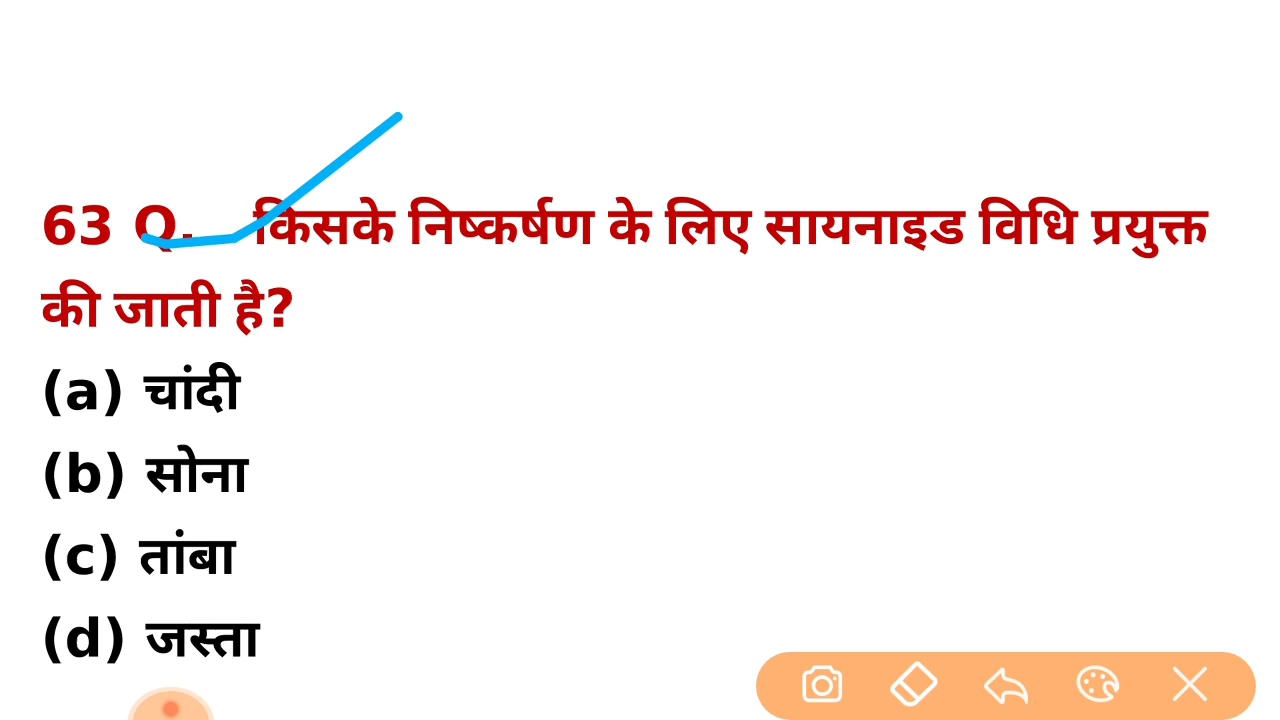 63 Q. किसके निष्कर्षण के लिए सायनाइड विधि प्रयुक्त
की जाती है?
(a) चांदी
(b) सोना
(c) तांबा
(d) जस्ता